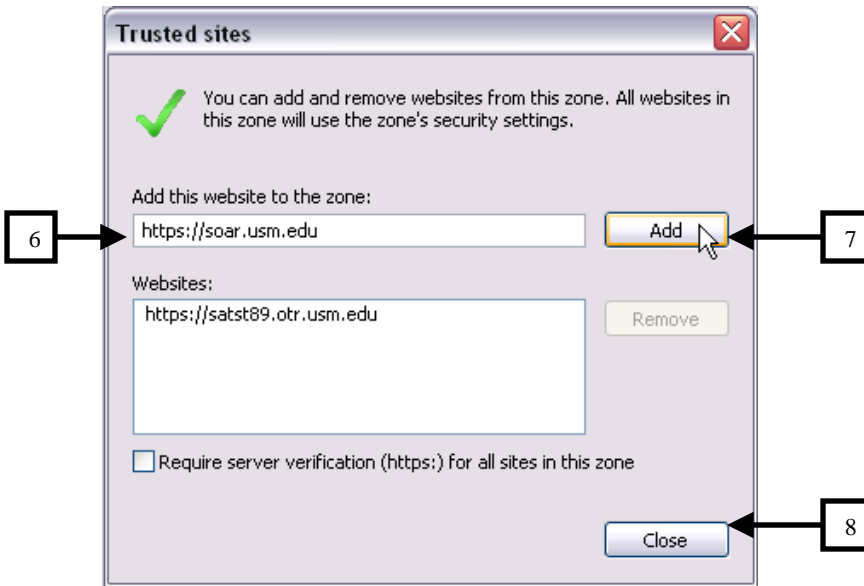 Trusted sites
You can add and remove websites from this zone. All websites in
this zone will use the zone's security settings.
Add this website to the zone:
6
https://soar.usm.edu
Add
7
Websites:
https://satst89.otr.usm.edu
Remove
Require server verification (https:) for all sites in this zone
Close
8